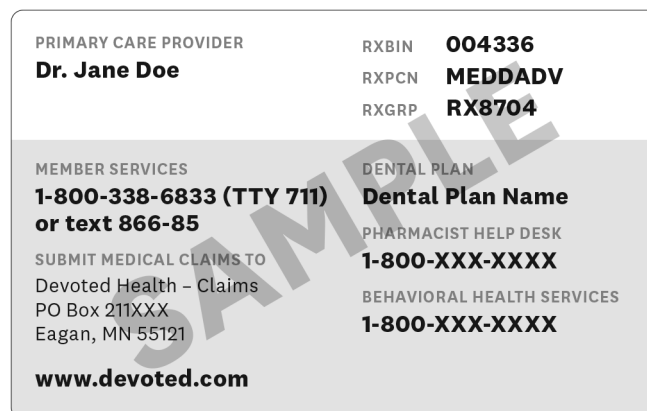 PRIMARY CARE PROVIDER
Dr. Jane Doe
RXBIN 004336
RXPCN MEDDADV
RXGRP RX8704
MEMBER SERVICES
1-800-338-6833 (TTY 711)
or text 866-85
SUBMIT MEDICAL CLAIMS TO
Devoted Health – Claims
PO Box 211XXX
Eagan, MN 55121
www.devoted.com
DENTAL PLAN
Dental Plan Name
PHARMACIST HELP DESK
1-800-XXX-XXXX
BEHAVIORAL HEALTH SERVICES
1-800-XXX-XXXX
SAMPLE